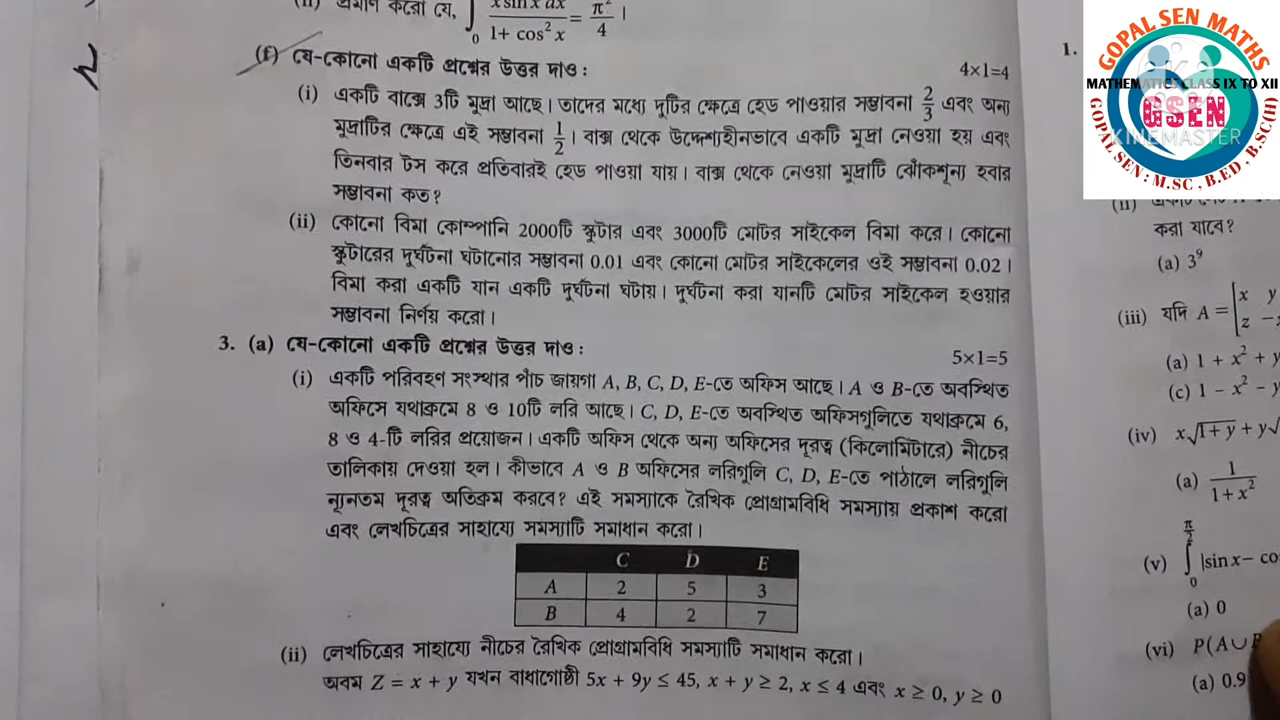 (ii) প্রমাণ করো যে, ∫₀ x sin x dx / 1 + cos² x = π² / 4 ।
(f) যে-কোনো একটি প্রশ্নের উত্তর দাও : 4×1=4
(i) একটি বাক্সে 3টি মুদ্রা আছে। তাদের মধ্যে দুটির ক্ষেত্রে হেড পাওয়ার সম্ভাবনা 2/3 এবং অন্য
মুদ্রাটির ক্ষেত্রে এই সম্ভাবনা 1/2 । বাক্স থেকে উদ্দেশ্যহীনভাবে একটি মুদ্রা নেওয়া হয় এবং
তিনবার টস করে প্রতিবারই হেড পাওয়া যায়। বাক্স থেকে নেওয়া মুদ্রাটি ঝোঁকশূন্য হবার
সম্ভাবনা কত?
(ii) কোনো বিমা কোম্পানি 2000টি স্কুটার এবং 3000টি মোটর সাইকেল বিমা করে। কোনো
স্কুটারের দুর্ঘটনা ঘটানোর সম্ভাবনা 0.01 এবং কোনো মোটর সাইকেলের ওই সম্ভাবনা 0.02।
বিমা করা একটি যান একটি দুর্ঘটনা ঘটায়। দুর্ঘটনা করা যানটি মোটর সাইকেল হওয়ার
সম্ভাবনা নির্ণয় করো।
3. (a) যে-কোনো একটি প্রশ্নের উত্তর দাও : 5×1=5
(i) একটি পরিবহণ সংস্থার পাঁচ জায়গা A, B, C, D, E-তে অফিস আছে। A ও B-তে অবস্থিত
অফিসে যথাক্রমে 8 ও 10টি লরি আছে। C, D, E-তে অবস্থিত অফিসগুলিতে যথাক্রমে 6,
8 ও 4-টি লরির প্রয়োজন। একটি অফিস থেকে অন্য অফিসের দূরত্ব (কিলোমিটারে) নীচের
তালিকায় দেওয়া হল। কীভাবে A ও B অফিসের লরিগুলি C, D, E-তে পাঠালে লরিগুলি
ন্যূনতম দূরত্ব অতিক্রম করবে? এই সমস্যাকে রৈখিক প্রোগ্রামবিধি সমস্যায় প্রকাশ করো
এবং লেখচিত্রের সাহায্যে সমস্যাটি সমাধান করো।
C D E
A 2 5 3
B 4 2 7
(ii) লেখচিত্রের সাহায্যে নীচের রৈখিক প্রোগ্রামবিধি সমস্যাটি সমাধান করো।
অবম Z = x + y যখন বাধাগোষ্ঠী 5x + 9y ≤ 45, x + y ≥ 2, x ≤ 4 এবং x ≥ 0, y ≥ 0
1.
GOPAL SEN MATHS
MATHEMATICS CLASS IX TO XII
GSEN
KINEMASTER
GOPAL SEN : M.SC , B.ED , B.SC(H)
(ii)
করা যাবে?
(a) 3⁹
(iii) যদি A = | x y
z
(a) 1 + x² + y
(c) 1 − x² −
(iv) x√1 + y + y√
(a) 1 / 1 + x²
(v) ∫₀^π/2 |sin x − co
(a) 0
(vi) P(A∪
(a) 0.9